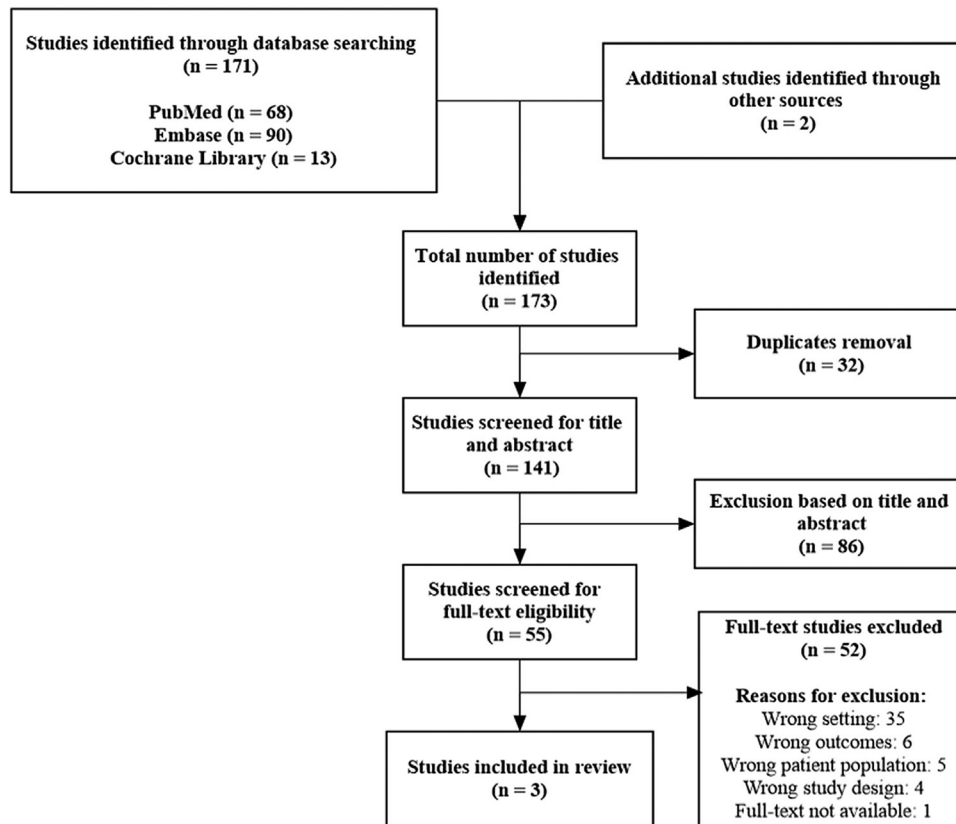 Studies identified through database searching
(n = 171)
PubMed (n = 68)
Embase (n = 90)
Cochrane Library (n = 13)
Additional studies identified through
other sources
(n = 2)
Total number of studies
identified
(n = 173)
Duplicates removal
(n = 32)
Studies screened for title
and abstract
(n = 141)
Exclusion based on title and
abstract
(n = 86)
Studies screened for
full-text eligibility
(n = 55)
Full-text studies excluded
(n = 52)
Reasons for exclusion:
Wrong setting: 35
Wrong outcomes: 6
Wrong patient population: 5
Wrong study design: 4
Full-text not available: 1
Studies included in review
(n = 3)